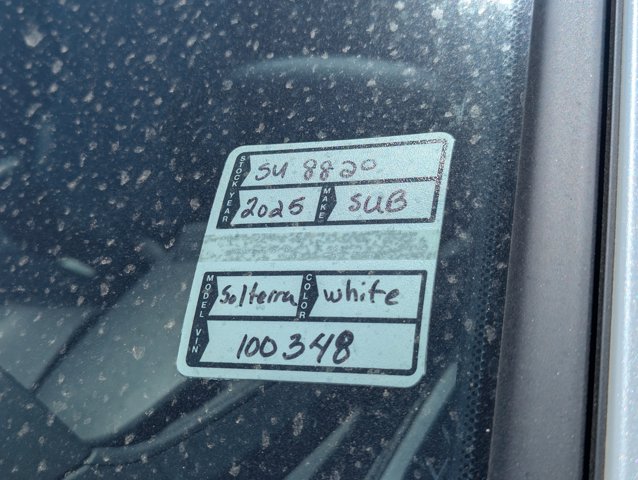 STOCK SU 8820
YEAR 2025 MAKE SUB
MODEL Solterra COLOR white
VIN 100348